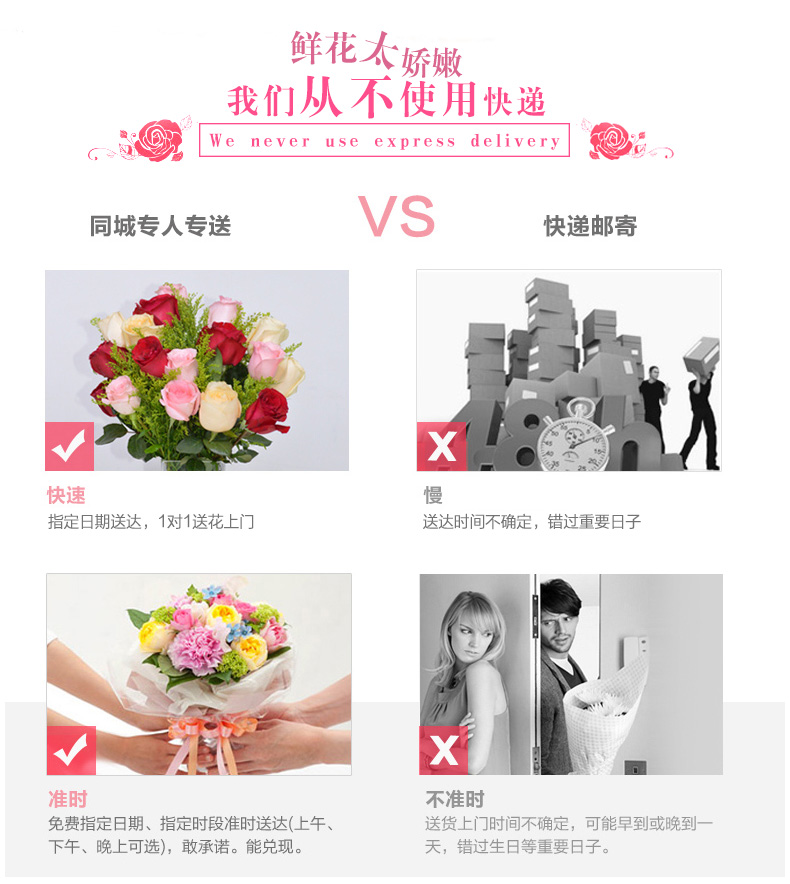 鲜花太娇嫩
我们从不使用快递
We never use express delivery
同城专人专送
VS
快递邮寄
快速
指定日期送达，1对1送花上门
慢
送达时间不确定，错过重要日子
准时
免费指定日期、指定时段准时送达(上午、
下午、晚上可选)，敢承诺。能兑现。
不准时
送货上门时间不确定，可能早到或晚到一
天，错过生日等重要日子。